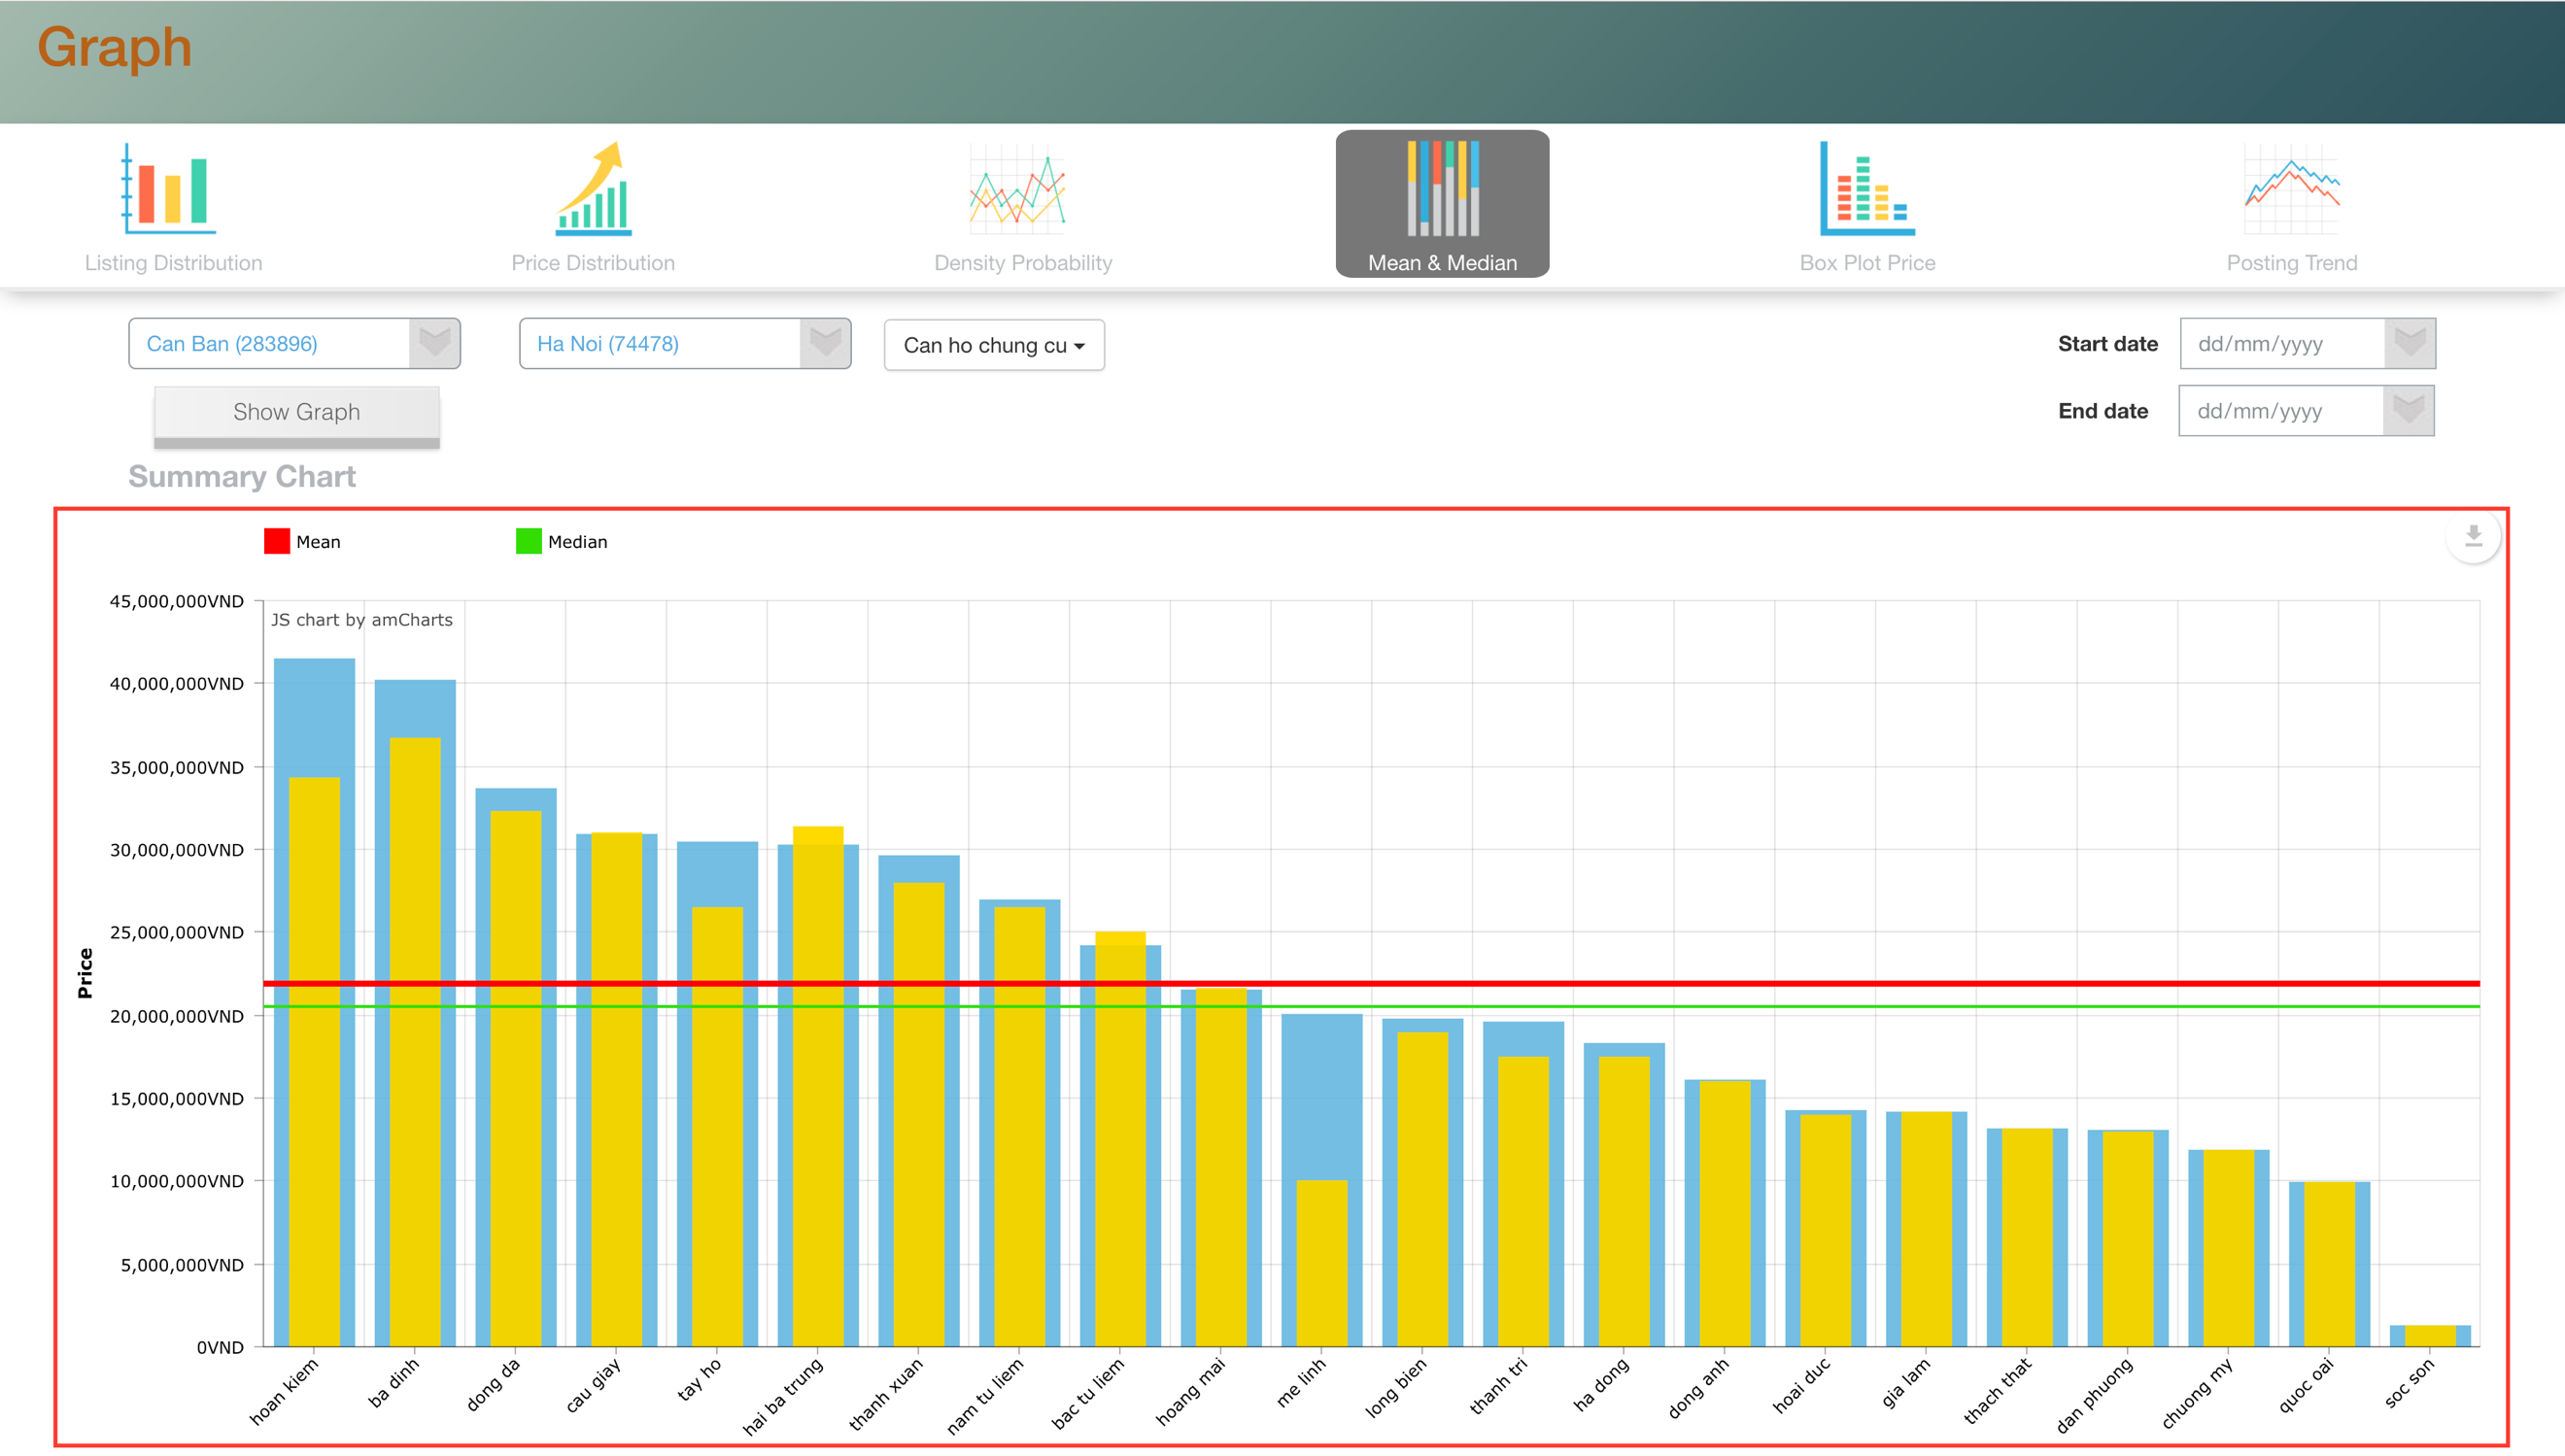 Graph
Listing Distribution
Price Distribution
Density Probability
Mean & Median
Box Plot Price
Posting Trend
Can Ban (283896)
Ha Noi (74478)
Can ho chung cu
Start date
dd/mm/yyyy
Show Graph
End date
dd/mm/yyyy
Summary Chart
Mean
Median
JS chart by amCharts
Price
45,000,000VND
40,000,000VND
35,000,000VND
30,000,000VND
25,000,000VND
20,000,000VND
15,000,000VND
10,000,000VND
5,000,000VND
0VND
hoan kiem
ba dinh
dong da
cau giay
tay ho
hai ba trung
thanh xuan
nam tu liem
bac tu liem
hoang mai
me linh
long bien
thanh tri
ha dong
dong anh
hoai duc
gia lam
thach that
dan phuong
chuong my
quoc oai
soc son